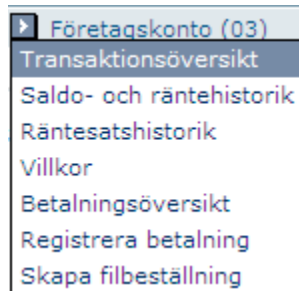 Företagskonto (03)
Transaktionsöversikt
Saldo- och räntehistorik
Räntesatshistorik
Villkor
Betalningsöversikt
Registrera betalning
Skapa filbeställning